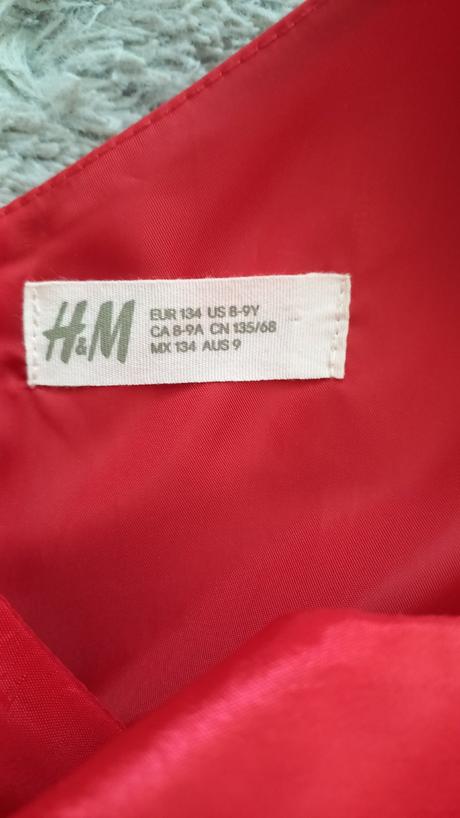 H&M
EUR 134 US 8-9Y
CA 8-9A CN 135/68
MX 134 AUS 9